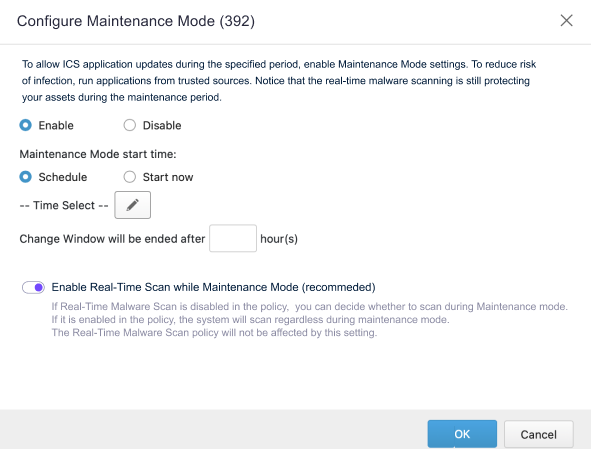 Configure Maintenance Mode (392)
To allow ICS application updates during the specified period, enable Maintenance Mode settings. To reduce risk
of infection, run applications from trusted sources. Notice that the real-time malware scanning is still protecting
your assets during the maintenance period.
Enable Disable
Maintenance Mode start time:
Schedule Start now
-- Time Select --
Change Window will be ended after hour(s)
Enable Real-Time Scan while Maintenance Mode (recommeded)
If Real-Time Malware Scan is disabled in the policy, you can decide whether to scan during Maintenance mode.
If it is enabled in the policy, the system will scan regardless during maintenance mode.
The Real-Time Malware Scan policy will not be affected by this setting.
OK Cancel